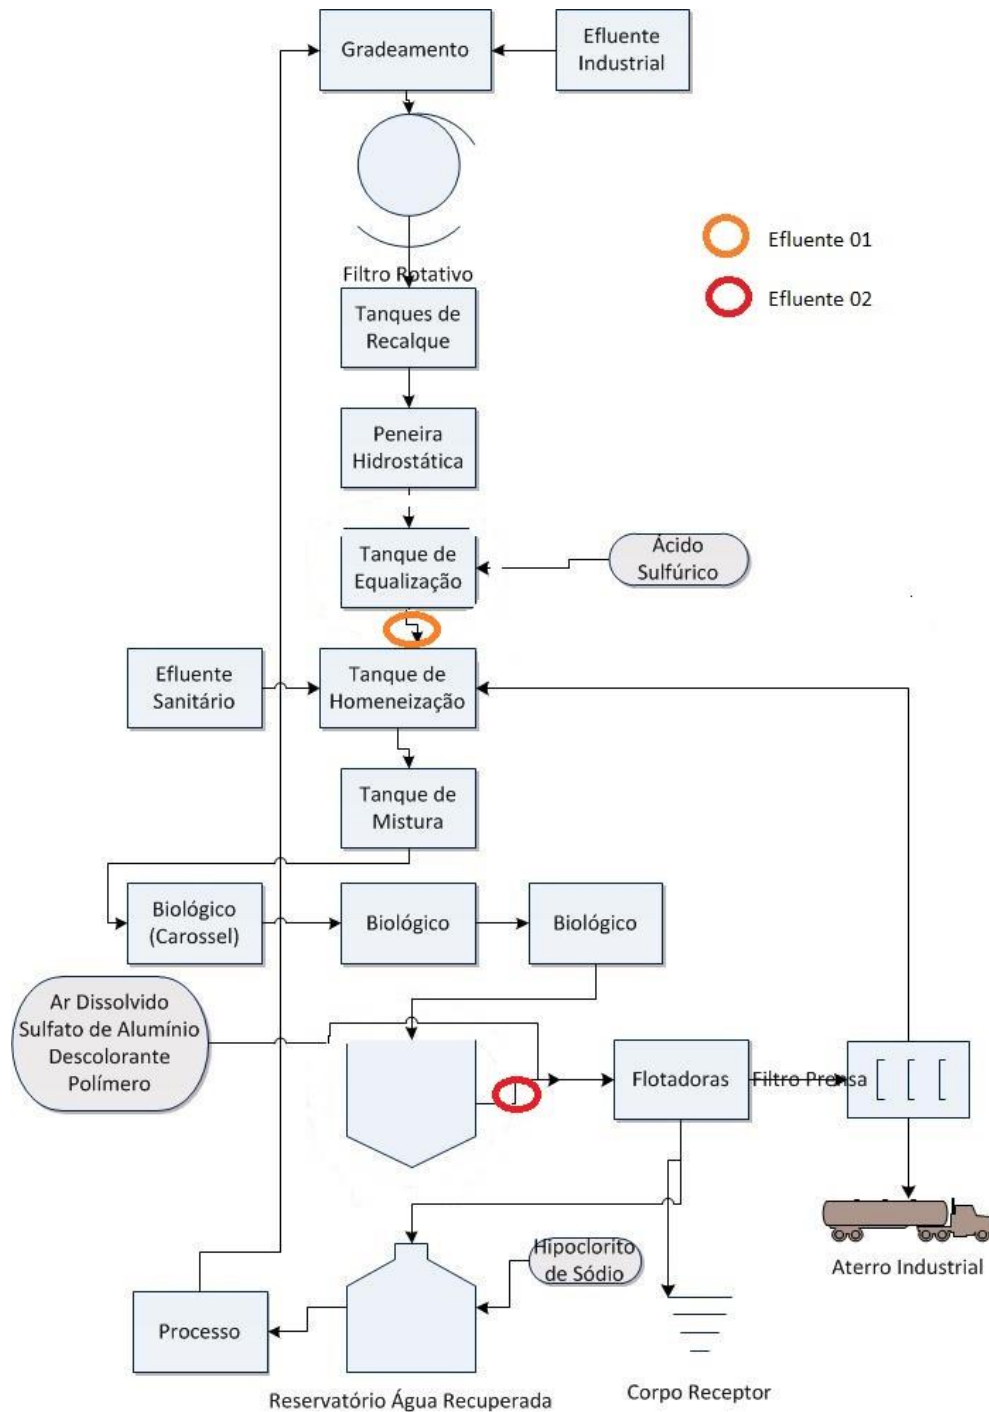 Gradeamento
Efluente
Industrial
Efluente 01
Filtro Rotativo
Efluente 02
Tanques de
Recalque
Peneira
Hidrostática
Tanque de
Equalização
Ácido
Sulfúrico
Efluente
Sanitário
Tanque de
Homeneização
Tanque de
Mistura
Biológico
(Carossel)
Biológico
Biológico
Ar Dissolvido
Sulfato de Alumínio
Descolorante
Polímero
Flotadoras
Filtro Prensa
Hipoclorito
de Sódio
Aterro Industrial
Processo
Reservatório Água Recuperada
Corpo Receptor